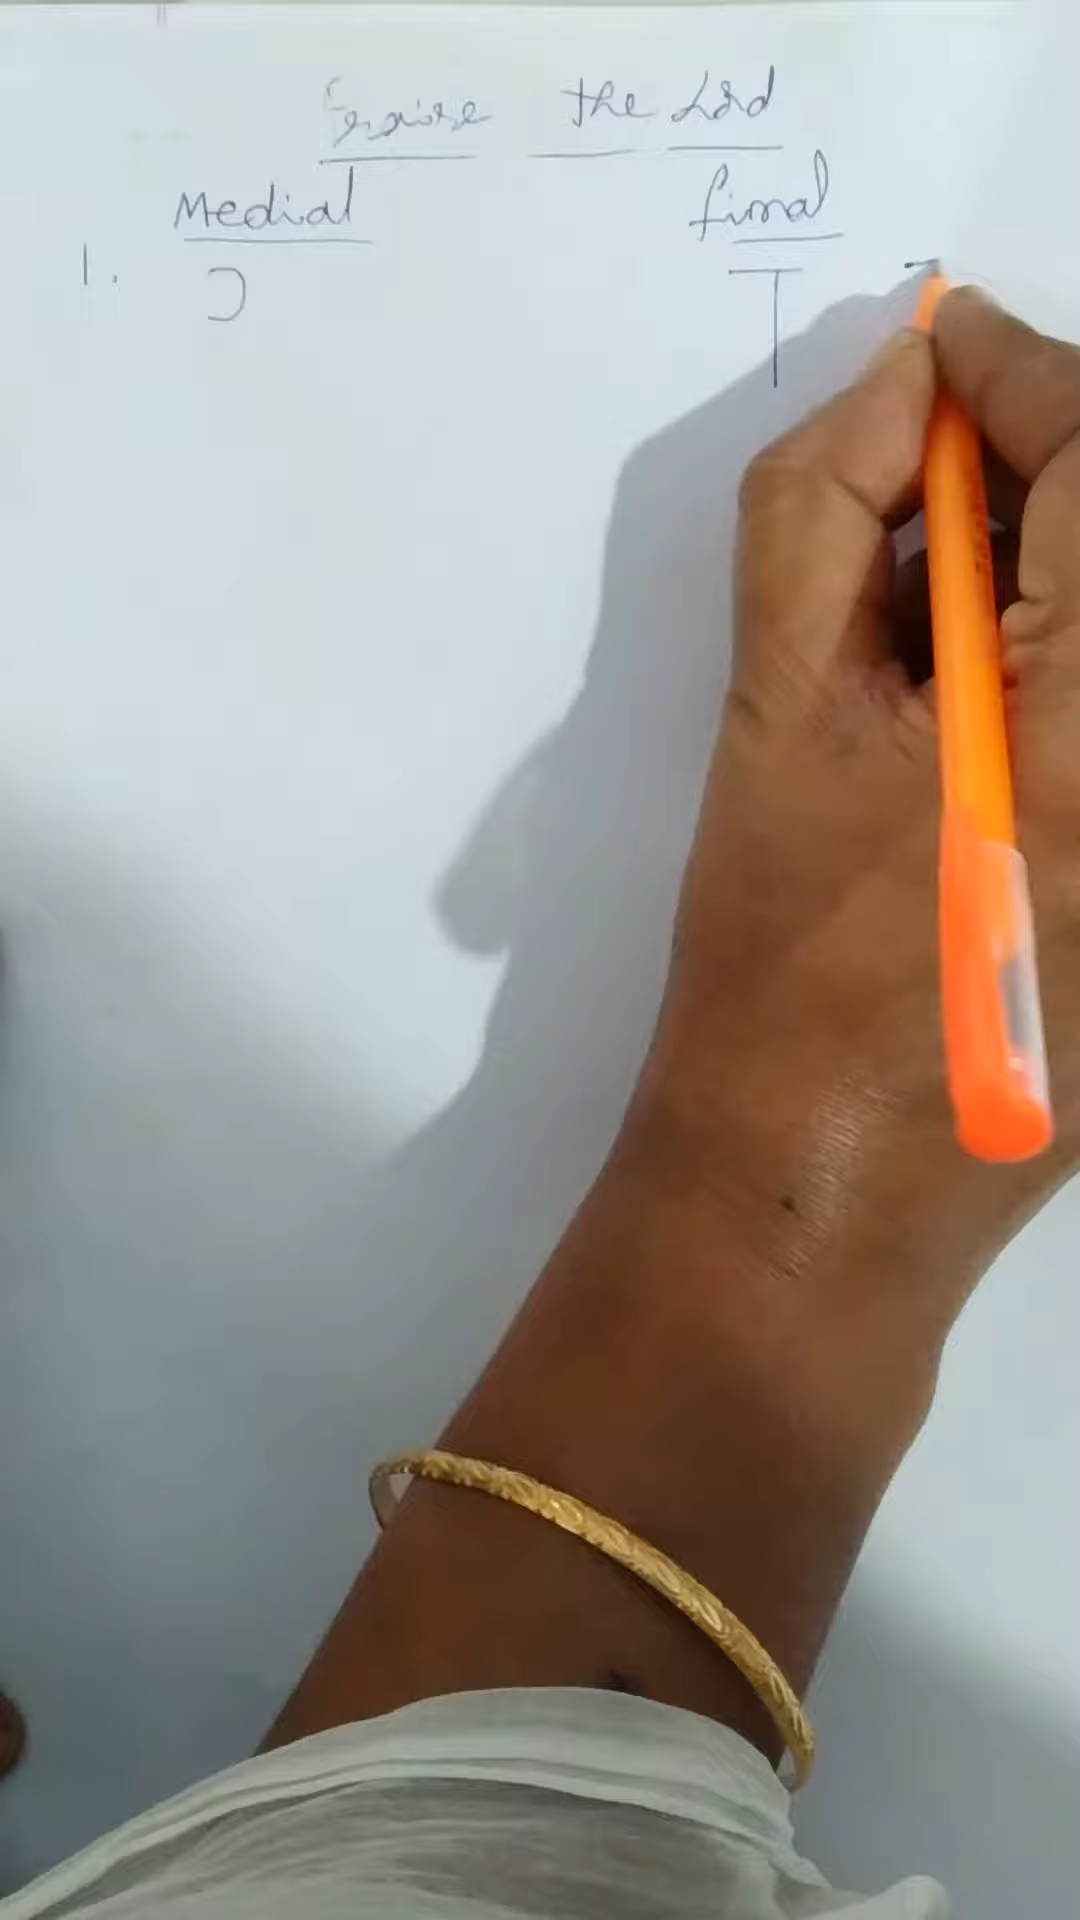 Praise the Lord
Medial final
1. כ T